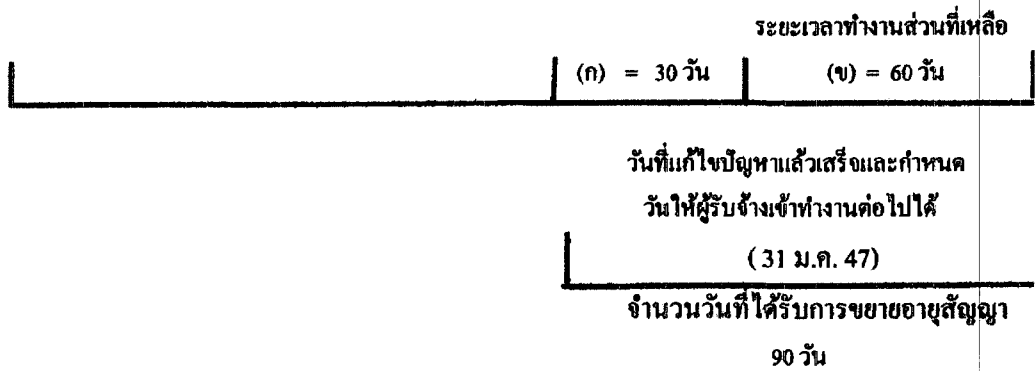 ระยะเวลาทำงานส่วนที่เหลือ
(ก) = 30 วัน (ข) = 60 วัน
วันที่แก้ไขปัญหาแล้วเสร็จและกำหนด
วันให้ผู้รับจ้างเข้าทำงานต่อไปได้
( 31 ม.ค. 47)
จำนวนวันที่ได้รับการขยายอายุสัญญา
90 วัน